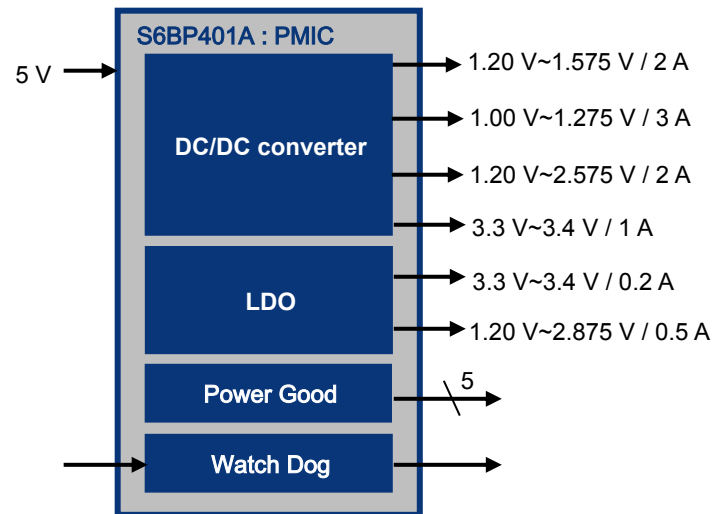 S6BP401A : PMIC
5 V
DC/DC converter
1.20 V~1.575 V / 2 A
1.00 V~1.275 V / 3 A
1.20 V~2.575 V / 2 A
3.3 V~3.4 V / 1 A
LDO
3.3 V~3.4 V / 0.2 A
1.20 V~2.875 V / 0.5 A
Power Good
5
Watch Dog